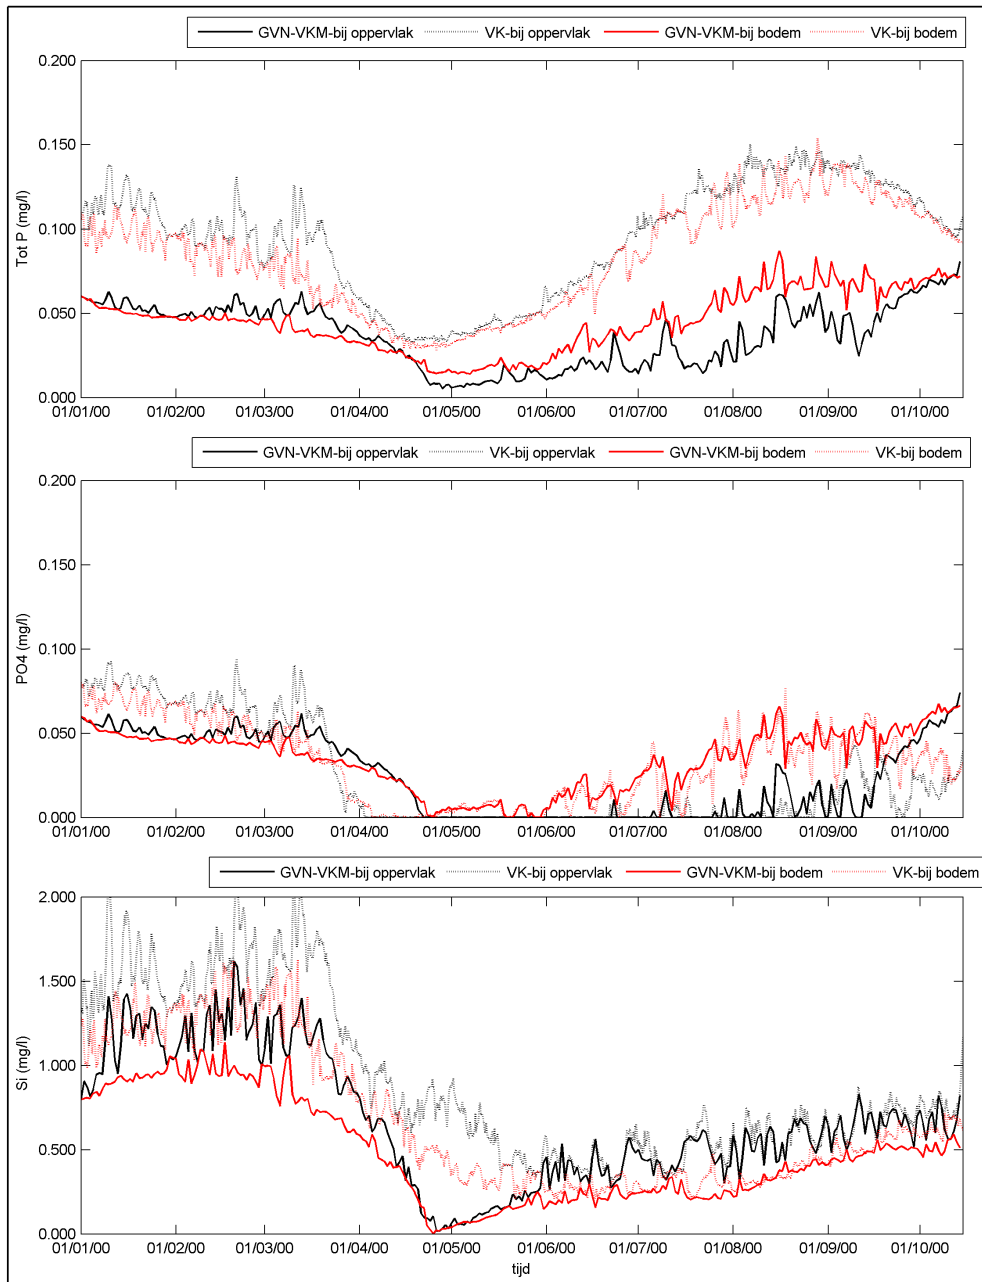 GVN-VKM-bij oppervlak VK-bij oppervlak GVN-VKM-bij bodem VK-bij bodem
0.200
0.150
0.100
0.050
0.000
Tot P (mg/l)
01/01/00 01/02/00 01/03/00 01/04/00 01/05/00 01/06/00 01/07/00 01/08/00 01/09/00 01/10/00
GVN-VKM-bij oppervlak VK-bij oppervlak GVN-VKM-bij bodem VK-bij bodem
0.200
0.150
0.100
0.050
0.000
PO4 (mg/l)
01/01/00 01/02/00 01/03/00 01/04/00 01/05/00 01/06/00 01/07/00 01/08/00 01/09/00 01/10/00
GVN-VKM-bij oppervlak VK-bij oppervlak GVN-VKM-bij bodem VK-bij bodem
2.000
1.500
1.000
0.500
0.000
Si (mg/l)
01/01/00 01/02/00 01/03/00 01/04/00 01/05/00 01/06/00 01/07/00 01/08/00 01/09/00 01/10/00
tijd